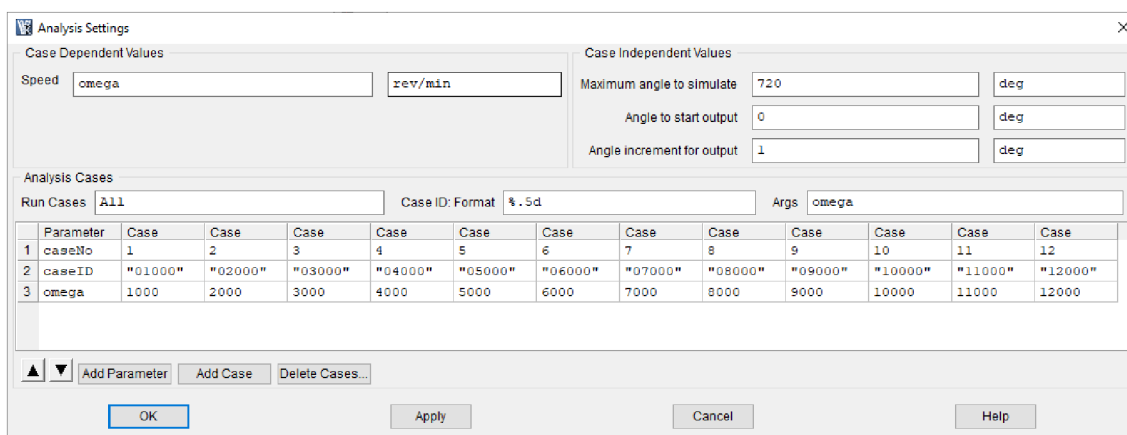 Analysis Settings
Case Dependent Values
Speed omega rev/min
Case Independent Values
Maximum angle to simulate 720 deg
Angle to start output 0 deg
Angle increment for output 1 deg
Analysis Cases
Run Cases All Case ID: Format %.5d Args omega
Parameter Case Case Case Case Case Case Case Case Case Case Case Case
1 caseNo 1 2 3 4 5 6 7 8 9 10 11 12
2 caseID "01000" "02000" "03000" "04000" "05000" "06000" "07000" "08000" "09000" "10000" "11000" "12000"
3 omega 1000 2000 3000 4000 5000 6000 7000 8000 9000 10000 11000 12000
Add Parameter Add Case Delete Cases...
OK Apply Cancel Help